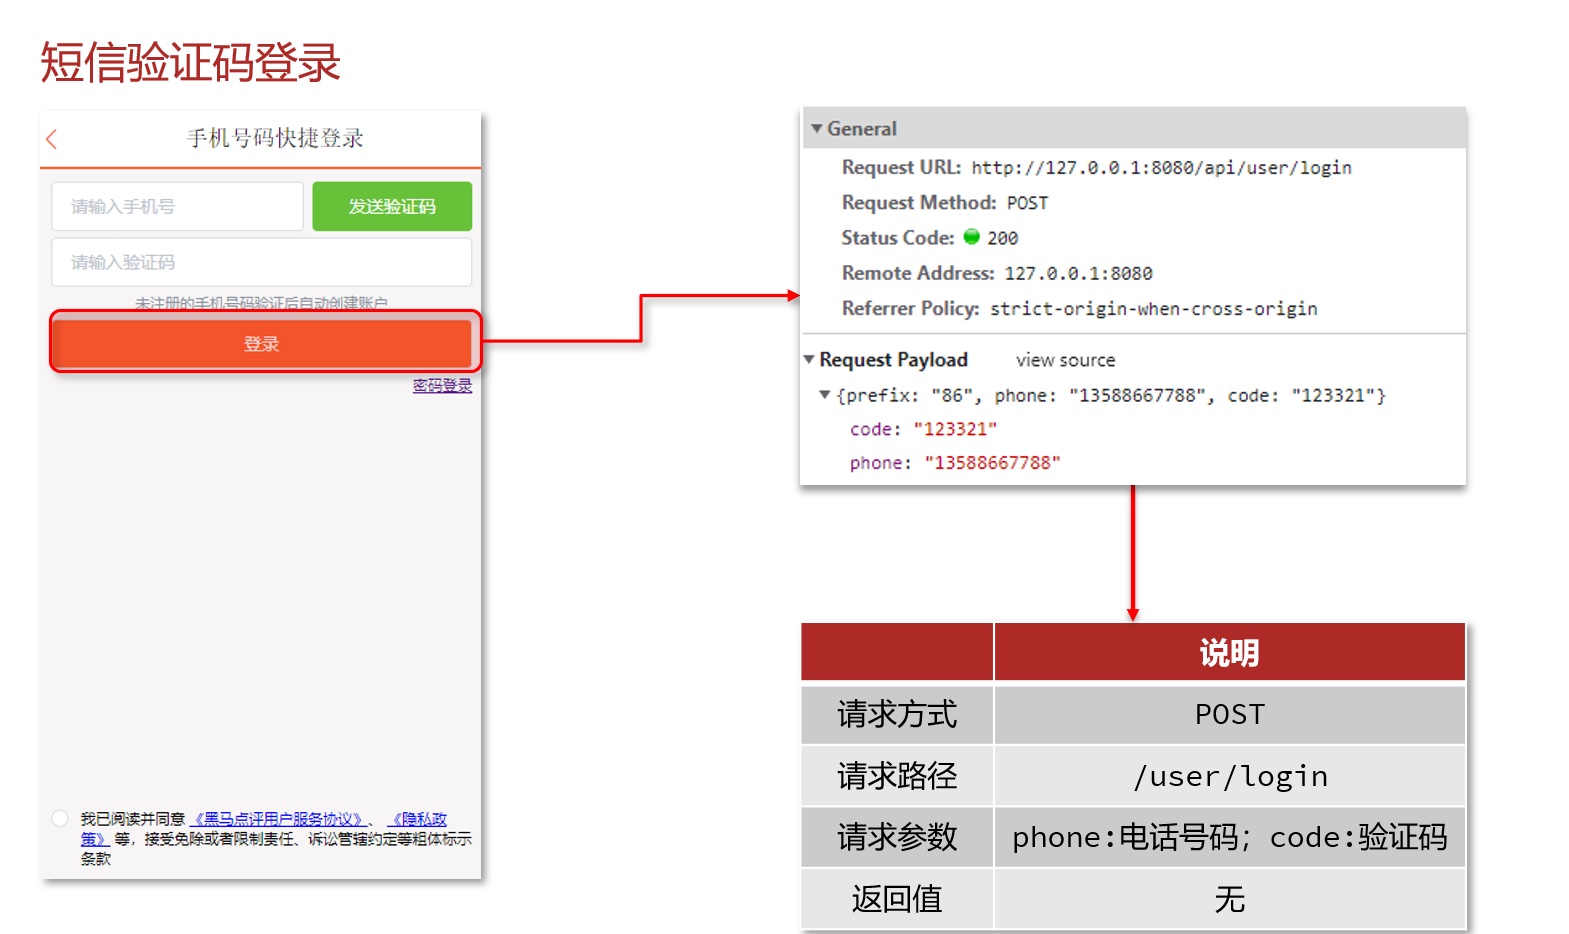 短信验证码登录
手机号码快捷登录
请输入手机号
发送验证码
请输入验证码
未注册的手机号码验证后自动创建账户
登录
密码登录
我已阅读并同意 《黑马点评用户服务协议》、 《隐私政
策》 等，接受免除或者限制责任、诉讼管辖约定等粗体标示
条款
General
Request URL: http://127.0.0.1:8080/api/user/login
Request Method: POST
Status Code: 200
Remote Address: 127.0.0.1:8080
Referrer Policy: strict-origin-when-cross-origin
Request Payload view source
{prefix: "86", phone: "13588667788", code: "123321"}
code: "123321"
phone: "13588667788"
说明
请求方式 POST
请求路径 /user/login
请求参数 phone:电话号码；code:验证码
返回值 无